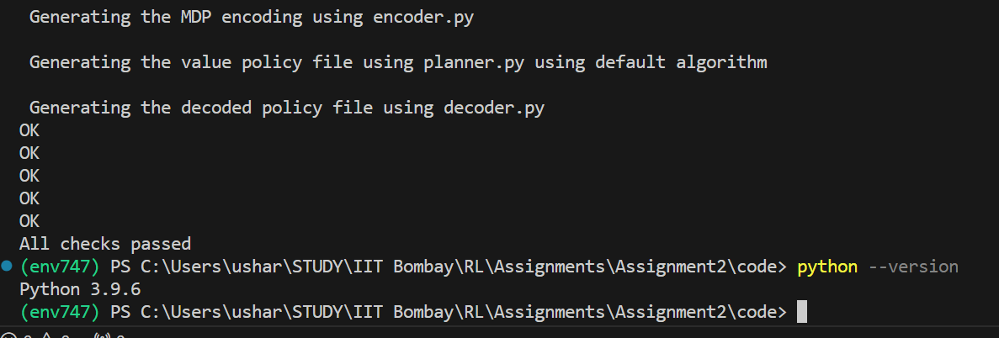 Generating the MDP encoding using encoder.py
Generating the value policy file using planner.py using default algorithm
Generating the decoded policy file using decoder.py
OK
OK
OK
OK
OK
All checks passed
(env747) PS C:\Users\ushar\STUDY\IIT Bombay\RL\Assignments\Assignment2\code> python --version
Python 3.9.6
(env747) PS C:\Users\ushar\STUDY\IIT Bombay\RL\Assignments\Assignment2\code>